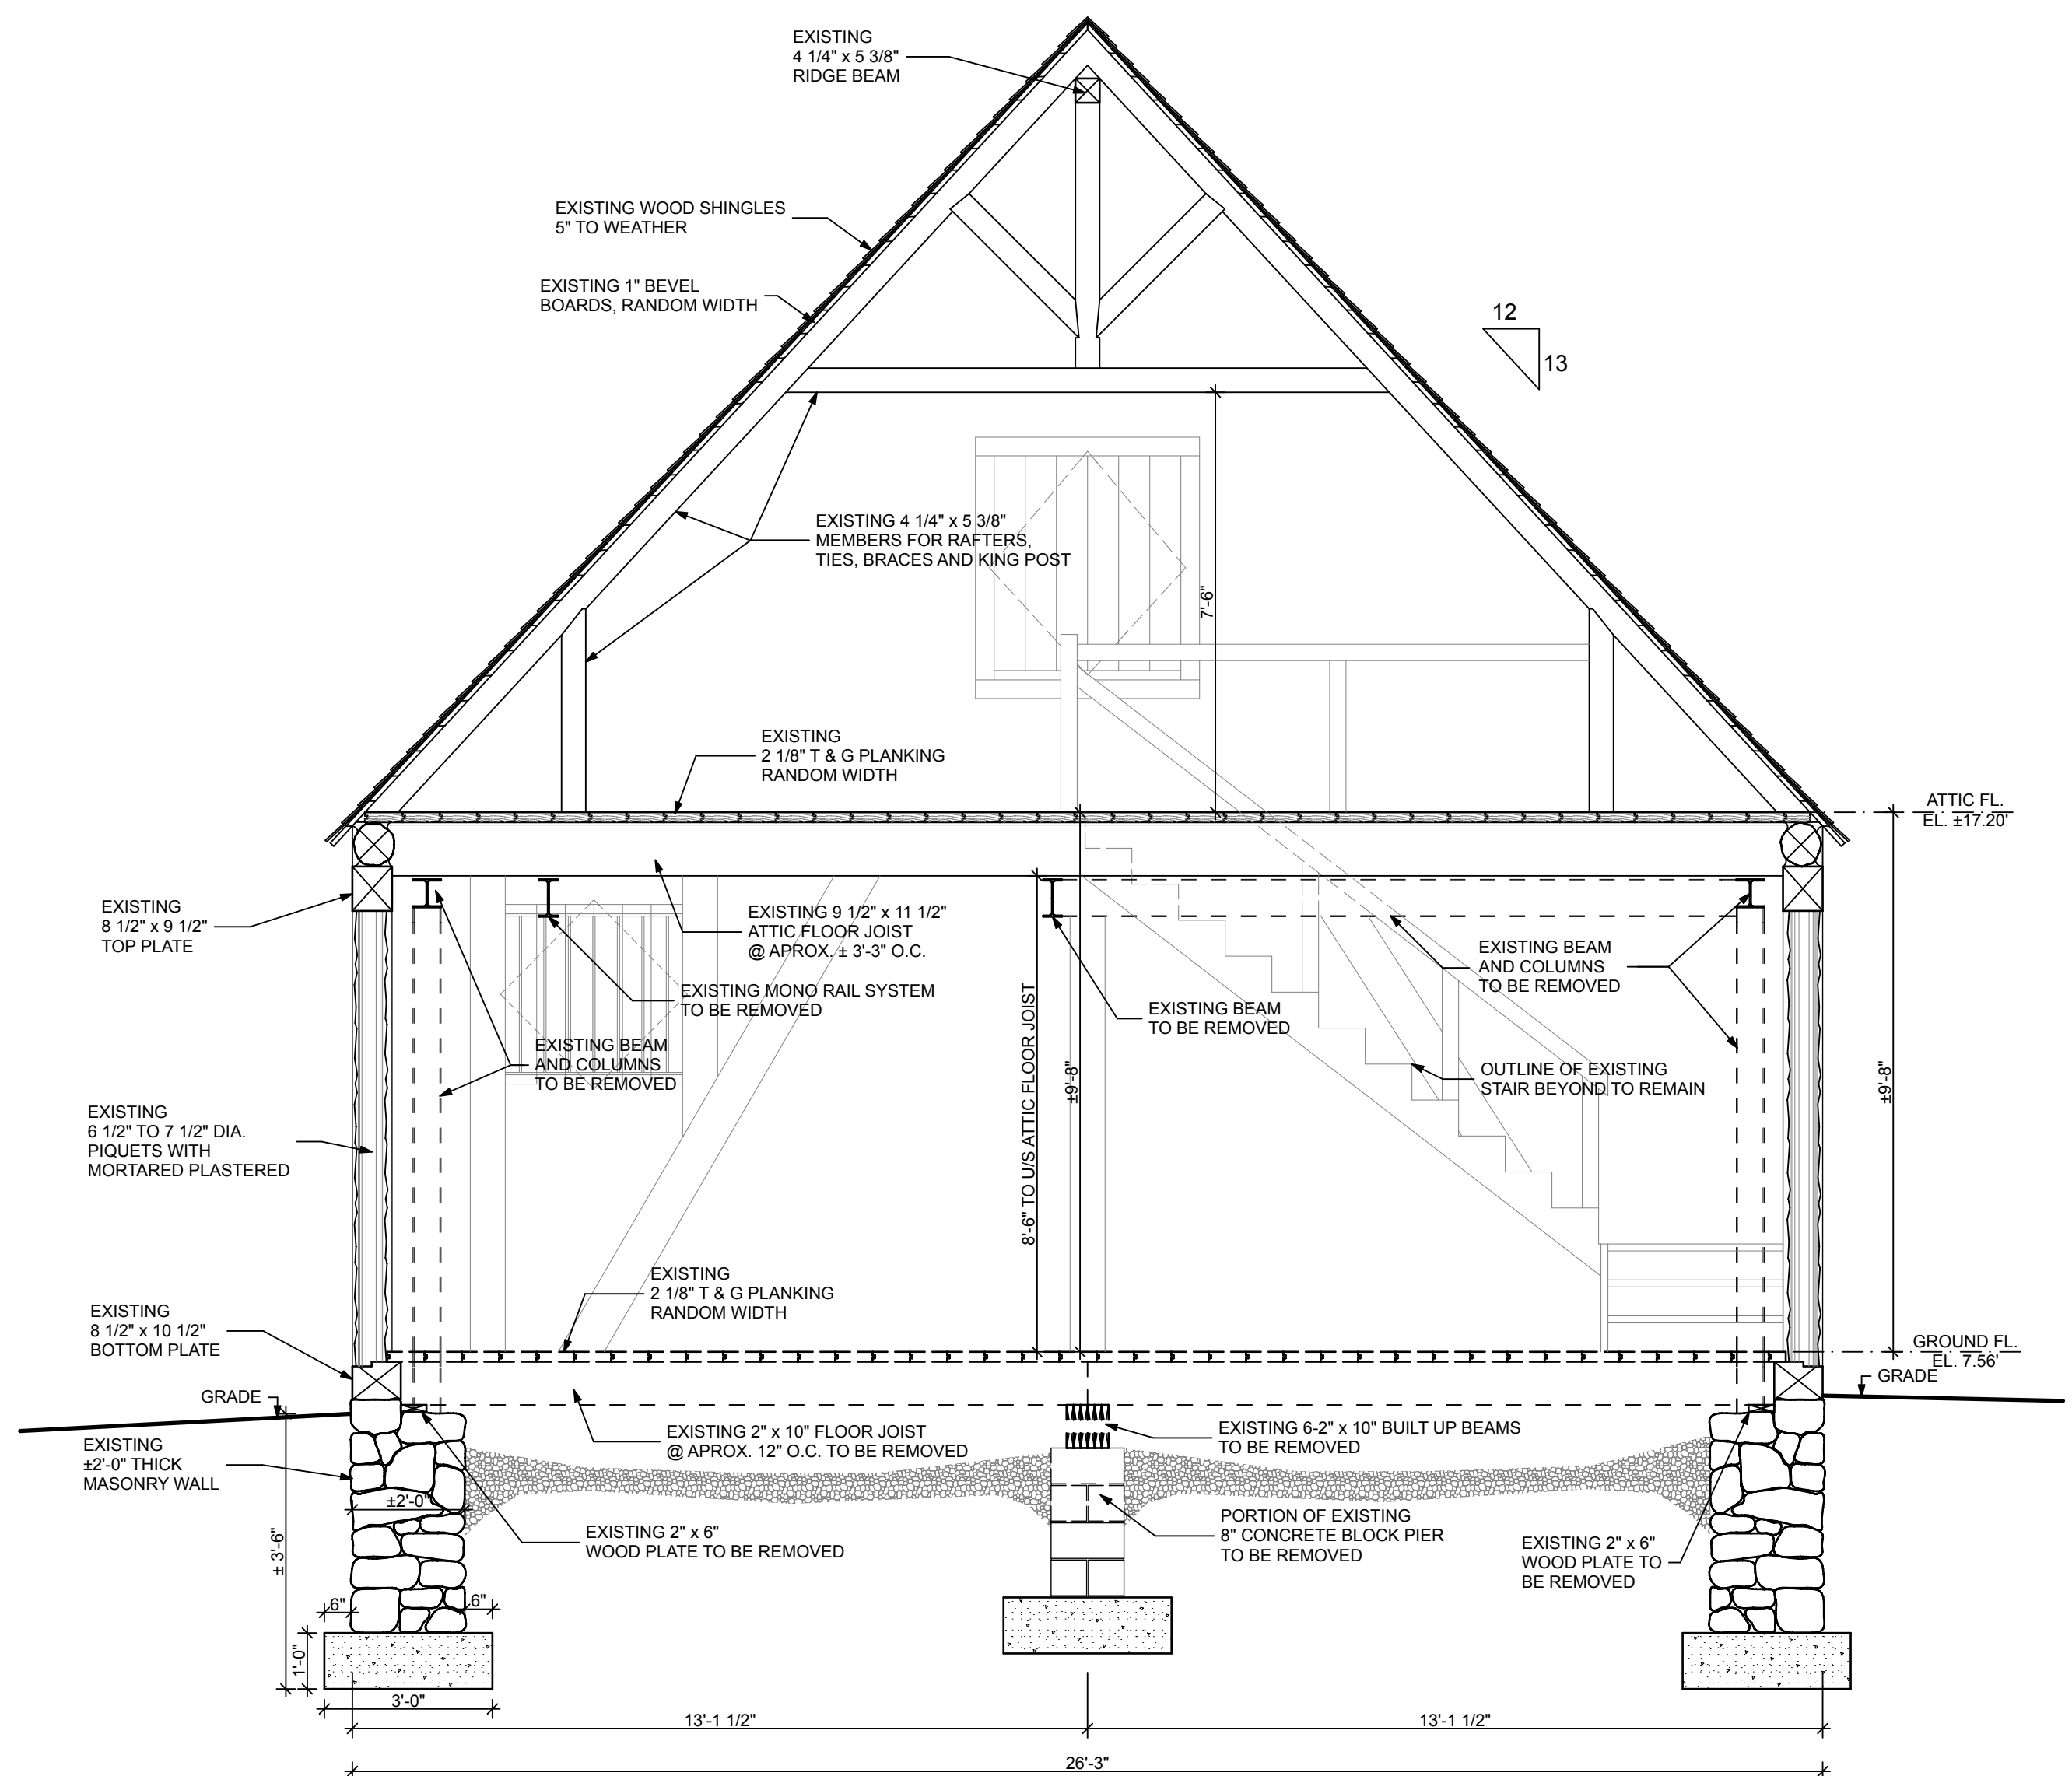 EXISTING
4 1/4" x 5 3/8"
RIDGE BEAM
EXISTING WOOD SHINGLES
5" TO WEATHER
EXISTING 1" BEVEL
BOARDS, RANDOM WIDTH
12
13
EXISTING 4 1/4" x 5 3/8"
MEMBERS FOR RAFTERS,
TIES, BRACES AND KING POST
7'-6"
EXISTING
2 1/8" T & G PLANKING
RANDOM WIDTH
ATTIC FL.
EL. ±17.20'
EXISTING
8 1/2" x 9 1/2"
TOP PLATE
EXISTING 9 1/2" x 11 1/2"
ATTIC FLOOR JOIST
@ APROX. ± 3'-3" O.C.
EXISTING MONO RAIL SYSTEM
TO BE REMOVED
EXISTING BEAM
AND COLUMNS
TO BE REMOVED
EXISTING BEAM
TO BE REMOVED
EXISTING BEAM
AND COLUMNS
TO BE REMOVED
8'-6" TO U/S ATTIC FLOOR JOIST
±9'-8"
OUTLINE OF EXISTING
STAIR BEYOND TO REMAIN
±9'-8"
EXISTING
6 1/2" TO 7 1/2" DIA.
PIQUETS WITH
MORTARED PLASTERED
EXISTING
2 1/8" T & G PLANKING
RANDOM WIDTH
EXISTING
8 1/2" x 10 1/2"
BOTTOM PLATE
GROUND FL.
EL. 7.56'
GRADE
GRADE
EXISTING
±2'-0" THICK
MASONRY WALL
EXISTING 2" x 10" FLOOR JOIST
@ APROX. 12" O.C. TO BE REMOVED
EXISTING 6-2" x 10" BUILT UP BEAMS
TO BE REMOVED
±2'-0"
EXISTING 2" x 6"
WOOD PLATE TO BE REMOVED
PORTION OF EXISTING
8" CONCRETE BLOCK PIER
TO BE REMOVED
EXISTING 2" x 6"
WOOD PLATE TO
BE REMOVED
± 3'-6"
6"
6"
1'-0"
3'-0"
13'-1 1/2"
13'-1 1/2"
26'-3"